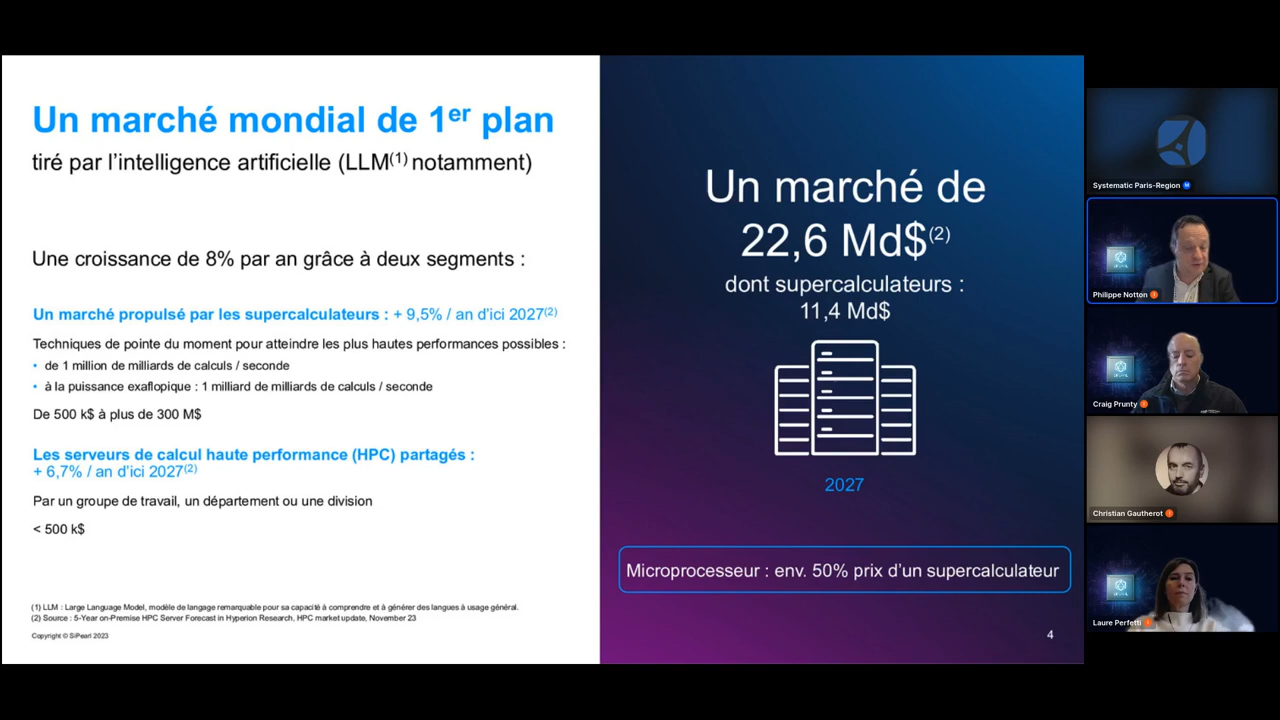 Un marché mondial de 1er plan
tiré par l’intelligence artificielle (LLM(1) notamment)
Une croissance de 8% par an grâce à deux segments :
Un marché propulsé par les supercalculateurs : + 9,5% / an d’ici 2027(2)
Techniques de pointe du moment pour atteindre les plus hautes performances possibles :
• de 1 million de milliards de calculs / seconde
• à la puissance exaflopique : 1 milliard de milliards de calculs / seconde
De 500 k$ à plus de 300 M$
Les serveurs de calcul haute performance (HPC) partagés :
+ 6,7% / an d’ici 2027(2)
Par un groupe de travail, un département ou une division
< 500 k$
(1) LLM : Large Language Model, modèle de langage remarquable pour sa capacité à comprendre et à générer des langues à usage général.
(2) Source : 5-Year on-Premise HPC Server Forecast in Hyperion Research, HPC market update, November 23
Copyright © SiPearl 2023
Un marché de
22,6 Md$(2)
dont supercalculateurs :
11,4 Md$
2027
Microprocesseur : env. 50% prix d’un supercalculateur
4
Systematic Paris-Region
Philippe Notton
Craig Prunty
Christian Gautherot
Laure Perfetti